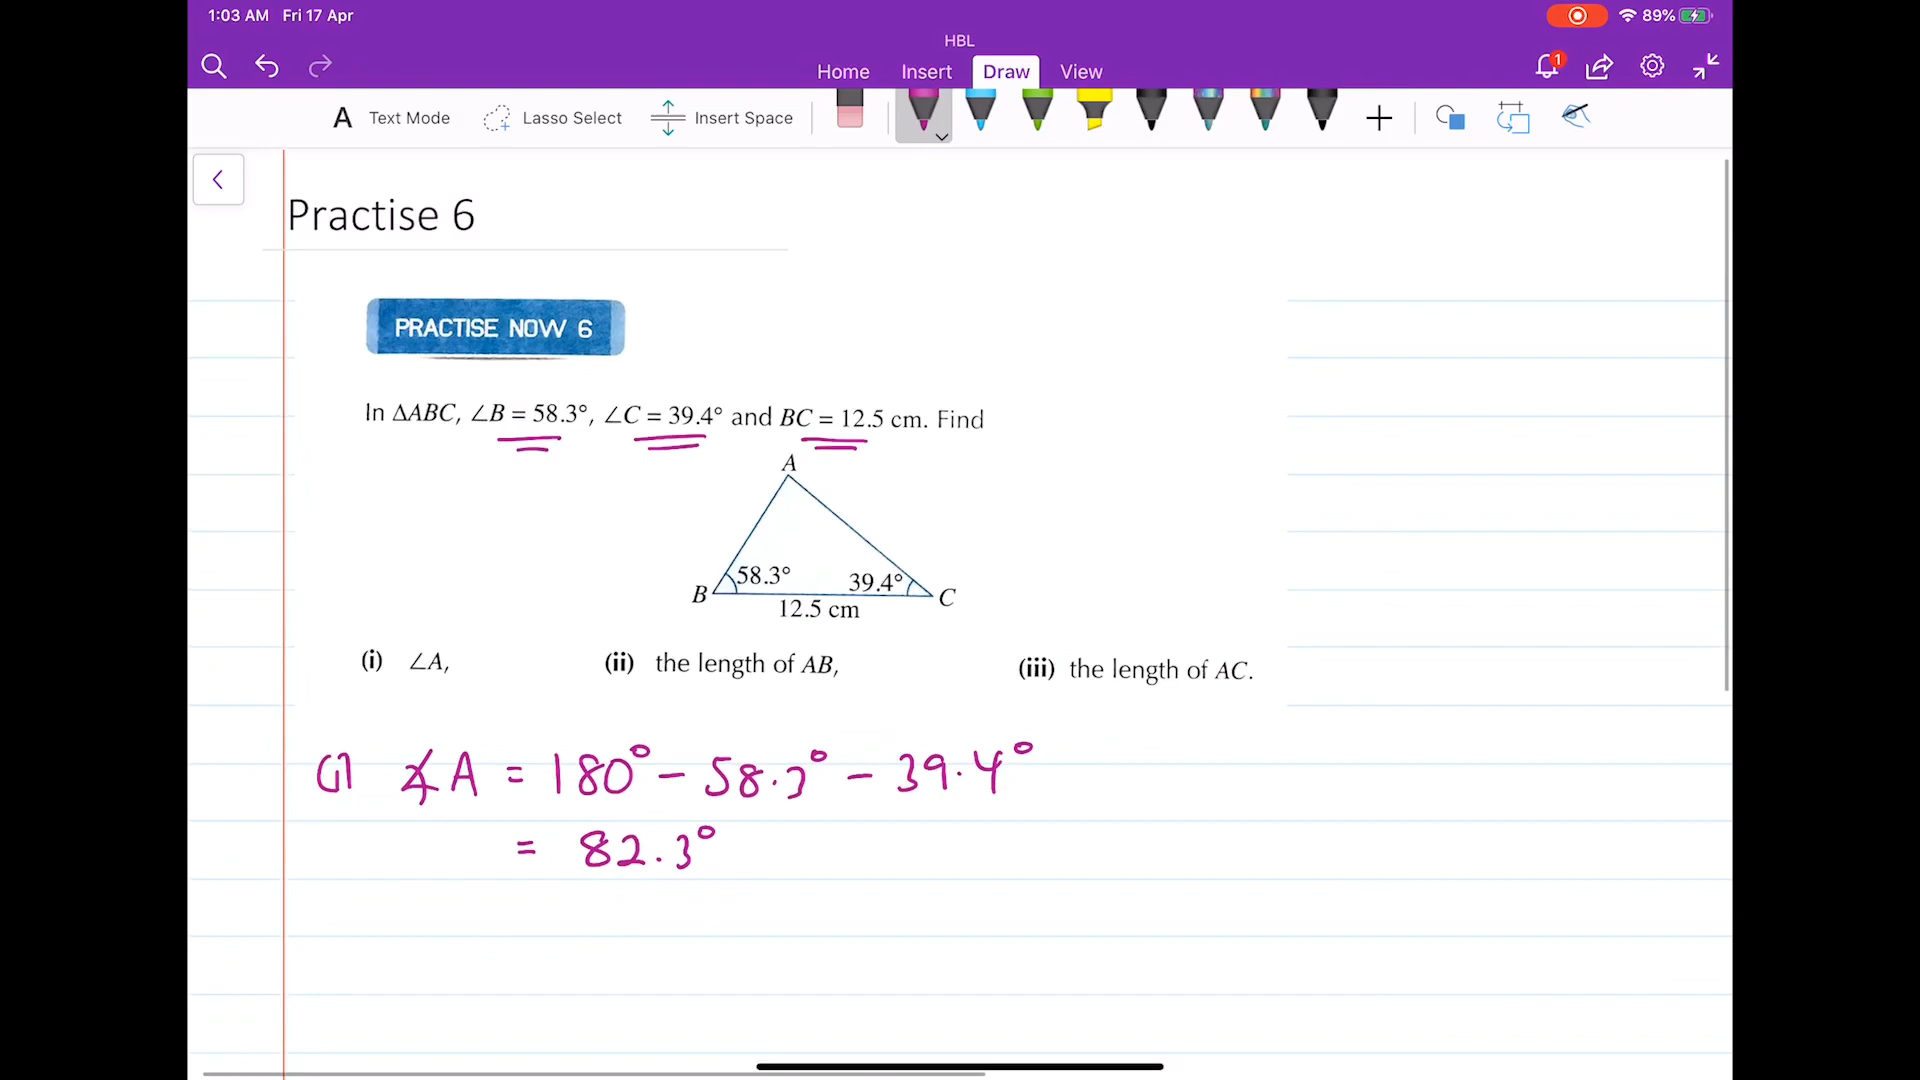 1:03 AM Fri 17 Apr
89%
HBL
Home Insert Draw View
1
A Text Mode Lasso Select Insert Space
Practise 6
PRACTISE NOW 6
In ΔABC, ∠B = 58.3°, ∠C = 39.4° and BC = 12.5 cm. Find
A
58.3° 39.4°
B C
12.5 cm
(i) ∠A, (ii) the length of AB, (iii) the length of AC.
(i) ∡A = 180° - 58.3° - 39.4°
= 82.3°